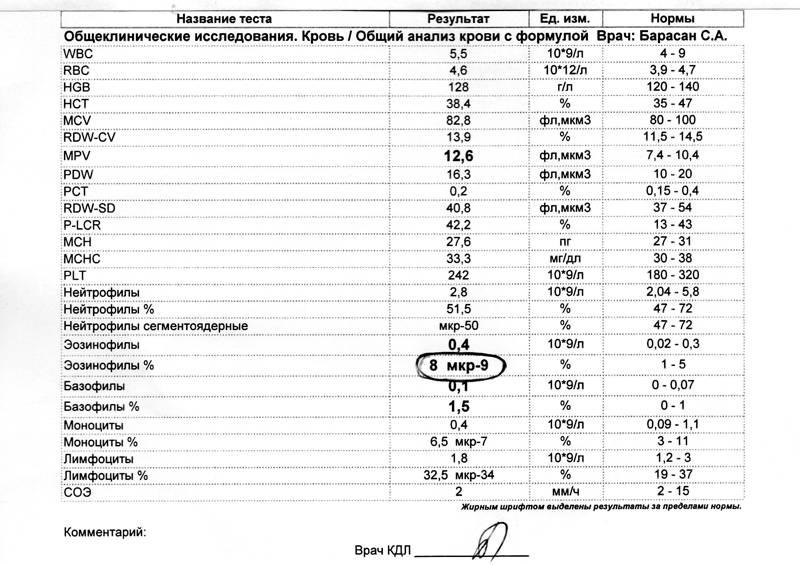 Название теста Результат Ед. изм. Нормы
Общеклинические исследования. Кровь / Общий анализ крови с формулой Врач: Барасан С.А.
WBC 5,5 10*9/л 4 - 9
RBC 4,6 10*12/л 3,9 - 4,7
HGB 128 г/л 120 - 140
HCT 38,4 % 35 - 47
MCV 82,8 фл,мкм3 80 - 100
RDW-CV 13,9 % 11,5 - 14,5
MPV 12,6 фл,мкм3 7,4 - 10,4
PDW 16,3 фл,мкм3 10 - 20
PCT 0,2 % 0,15 - 0,4
RDW-SD 40,8 фл,мкм3 37 - 54
P-LCR 42,2 % 13 - 43
MCH 27,6 пг 27 - 31
MCHC 33,3 мг/дл 30 - 38
PLT 242 10*9/л 180 - 320
Нейтрофилы 2,8 10*9/л 2,04 - 5,8
Нейтрофилы % 51,5 % 47 - 72
Нейтрофилы сегментоядерные мкр-50 % 47 - 72
Эозинофилы 0,4 10*9/л 0,02 - 0,3
Эозинофилы % 8 мкр-9 % 1 - 5
Базофилы 0,1 10*9/л 0 - 0,07
Базофилы % 1,5 % 0 - 1
Моноциты 0,4 10*9/л 0,09 - 1,1
Моноциты % 6,5 мкр-7 % 3 - 11
Лимфоциты 1,8 10*9/л 1,2 - 3
Лимфоциты % 32,5 мкр-34 % 19 - 37
СОЭ 2 мм/ч 2 - 15
Жирным шрифтом выделены результаты за пределами нормы.
Комментарий:
Врач КДЛ